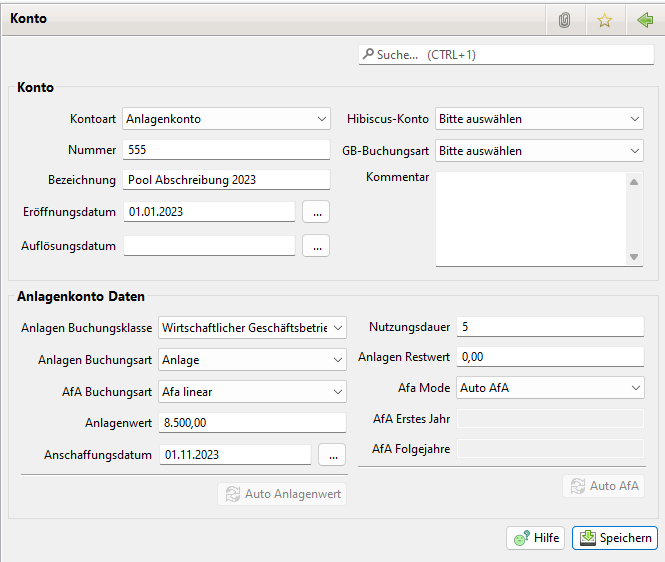 Konto
Suche... (CTRL+1)
Konto
Kontoart Anlagenkonto
Hibiscus-Konto Bitte auswählen
Nummer 555
GB-Buchungsart Bitte auswählen
Bezeichnung Pool Abschreibung 2023
Kommentar
Eröffnungsdatum 01.01.2023 ...
Auflösungsdatum ...
Anlagenkonto Daten
Anlagen Buchungsklasse Wirtschaftlicher Geschäftsbetrie
Nutzungsdauer 5
Anlagen Buchungsart Anlage
Anlagen Restwert 0,00
AfA Buchungsart Afa linear
Afa Mode Auto AfA
Anlagenwert 8.500,00
AfA Erstes Jahr
Anschaffungsdatum 01.11.2023 ...
AfA Folgejahre
Auto Anlagenwert
Auto AfA
Hilfe
Speichern